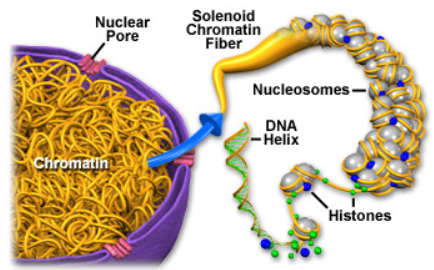 Nuclear
Pore
Solenoid
Chromatin
Fiber
Nucleosomes
DNA
Helix
Chromatin
Histones